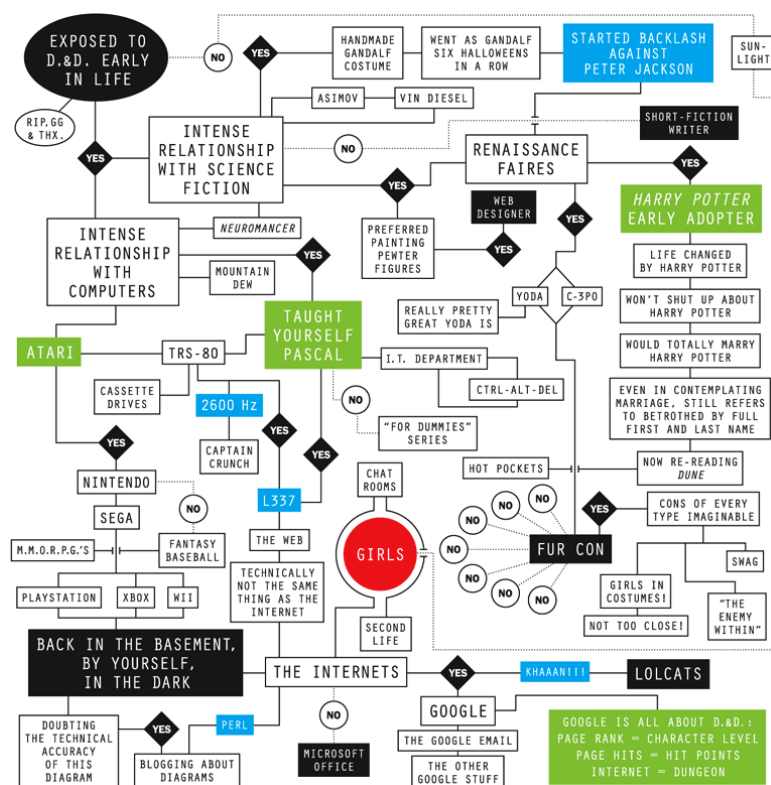 EXPOSED TO
D.&D. EARLY
IN LIFE
NO
YES
HANDMADE
GANDALF
COSTUME
WENT AS GANDALF
SIX HALLOWEENS
IN A ROW
STARTED BACKLASH
AGAINST
PETER JACKSON
SUN-
LIGHT
RIP,GG
& THX.
YES
ASIMOV
VIN DIESEL
INTENSE
RELATIONSHIP
WITH SCIENCE
FICTION
NO
SHORT-FICTION
WRITER
RENAISSANCE
FAIRES
YES
YES
YES
HARRY POTTER
EARLY ADOPTER
NEUROMANCER
PREFERRED
PAINTING
PEWTER
FIGURES
WEB
DESIGNER
YES
INTENSE
RELATIONSHIP
WITH
COMPUTERS
YES
MOUNTAIN
DEW
LIFE CHANGED
BY HARRY POTTER
YODA
C-3PO
REALLY PRETTY
GREAT YODA IS
WON'T SHUT UP ABOUT
HARRY POTTER
ATARI
TRS-80
TAUGHT
YOURSELF
PASCAL
I.T. DEPARTMENT
CTRL-ALT-DEL
WOULD TOTALLY MARRY
HARRY POTTER
CASSETTE
DRIVES
2600 Hz
NO
EVEN IN CONTEMPLATING
MARRIAGE, STILL REFERS
TO BETROTHED BY FULL
FIRST AND LAST NAME
YES
CAPTAIN
CRUNCH
YES
YES
"FOR DUMMIES"
SERIES
HOT POCKETS
NOW RE-READING
DUNE
NINTENDO
NO
CHAT
ROOMS
L337
SEGA
FANTASY
BASEBALL
THE WEB
GIRLS
NO
NO
NO
NO
NO
NO
NO
NO
FUR CON
YES
CONS OF EVERY
TYPE IMAGINABLE
M.M.O.R.P.G.'S
TECHNICALLY
NOT THE SAME
THING AS THE
INTERNET
SWAG
PLAYSTATION
XBOX
WII
GIRLS IN
COSTUMES!
"THE
ENEMY
WITHIN"
NOT TOO CLOSE!
SECOND
LIFE
BACK IN THE BASEMENT,
BY YOURSELF,
IN THE DARK
THE INTERNETS
YES
KHAAAN!!!
LOLCATS
NO
GOOGLE
DOUBTING
THE TECHNICAL
ACCURACY
OF THIS
DIAGRAM
YES
PERL
BLOGGING ABOUT
DIAGRAMS
MICROSOFT
OFFICE
THE GOOGLE EMAIL
THE OTHER
GOOGLE STUFF
GOOGLE IS ALL ABOUT D.&D.:
PAGE RANK = CHARACTER LEVEL
PAGE HITS = HIT POINTS
INTERNET = DUNGEON